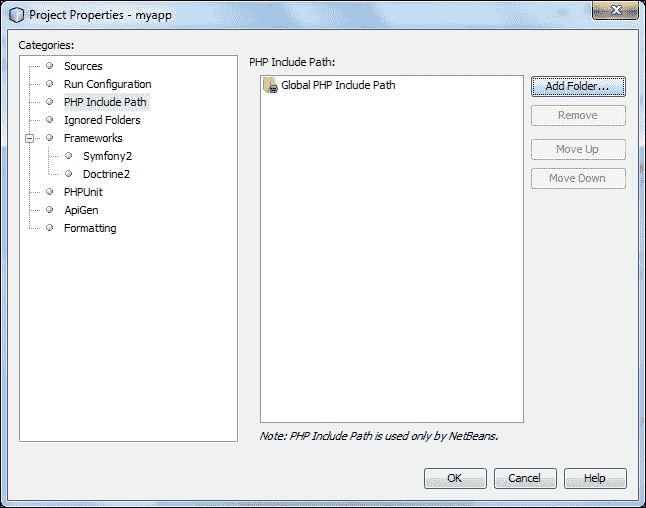 Project Properties - myapp
Categories:
Sources
Run Configuration
PHP Include Path
Ignored Folders
Frameworks
Symfony2
Doctrine2
PHPUnit
ApiGen
Formatting
PHP Include Path:
Global PHP Include Path
Add Folder...
Remove
Move Up
Move Down
Note: PHP Include Path is used only by NetBeans.
OK
Cancel
Help